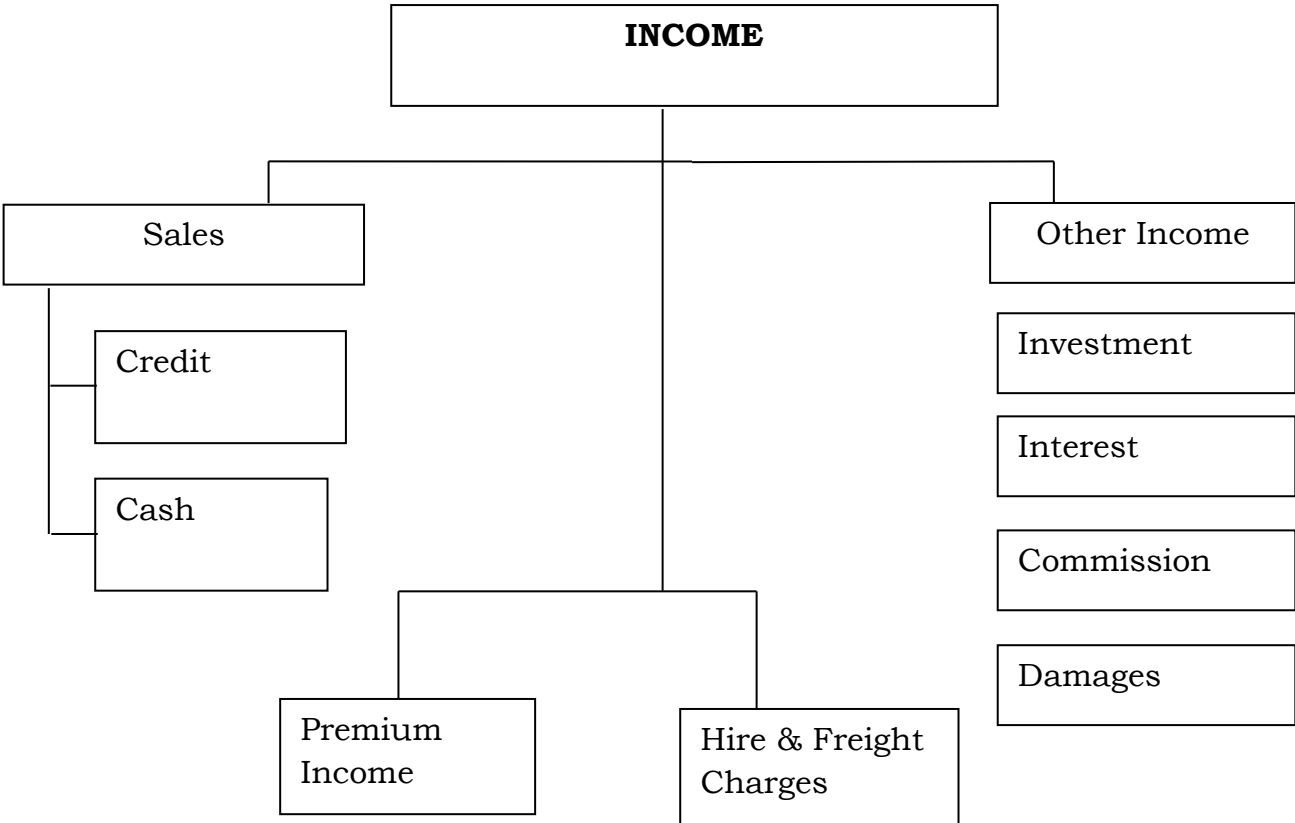 INCOME
Sales
Other Income
Credit
Cash
Investment
Interest
Commission
Damages
Premium
Income
Hire & Freight
Charges